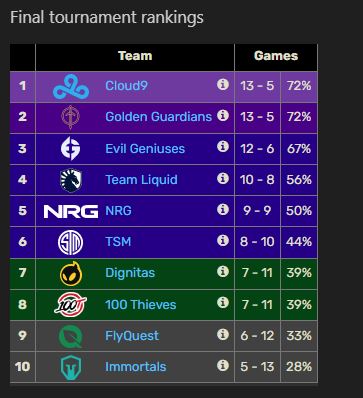 Final tournament rankings
Team Games
1 Cloud9 13 - 5 72%
2 Golden Guardians 13 - 5 72%
3 Evil Geniuses 12 - 6 67%
4 Team Liquid 10 - 8 56%
5 NRG NRG 9 - 9 50%
6 TSM TSM 8 - 10 44%
7 Dignitas 7 - 11 39%
8 100T 100 Thieves 7 - 11 39%
9 FlyQuest 6 - 12 33%
10 Immortals 5 - 13 28%